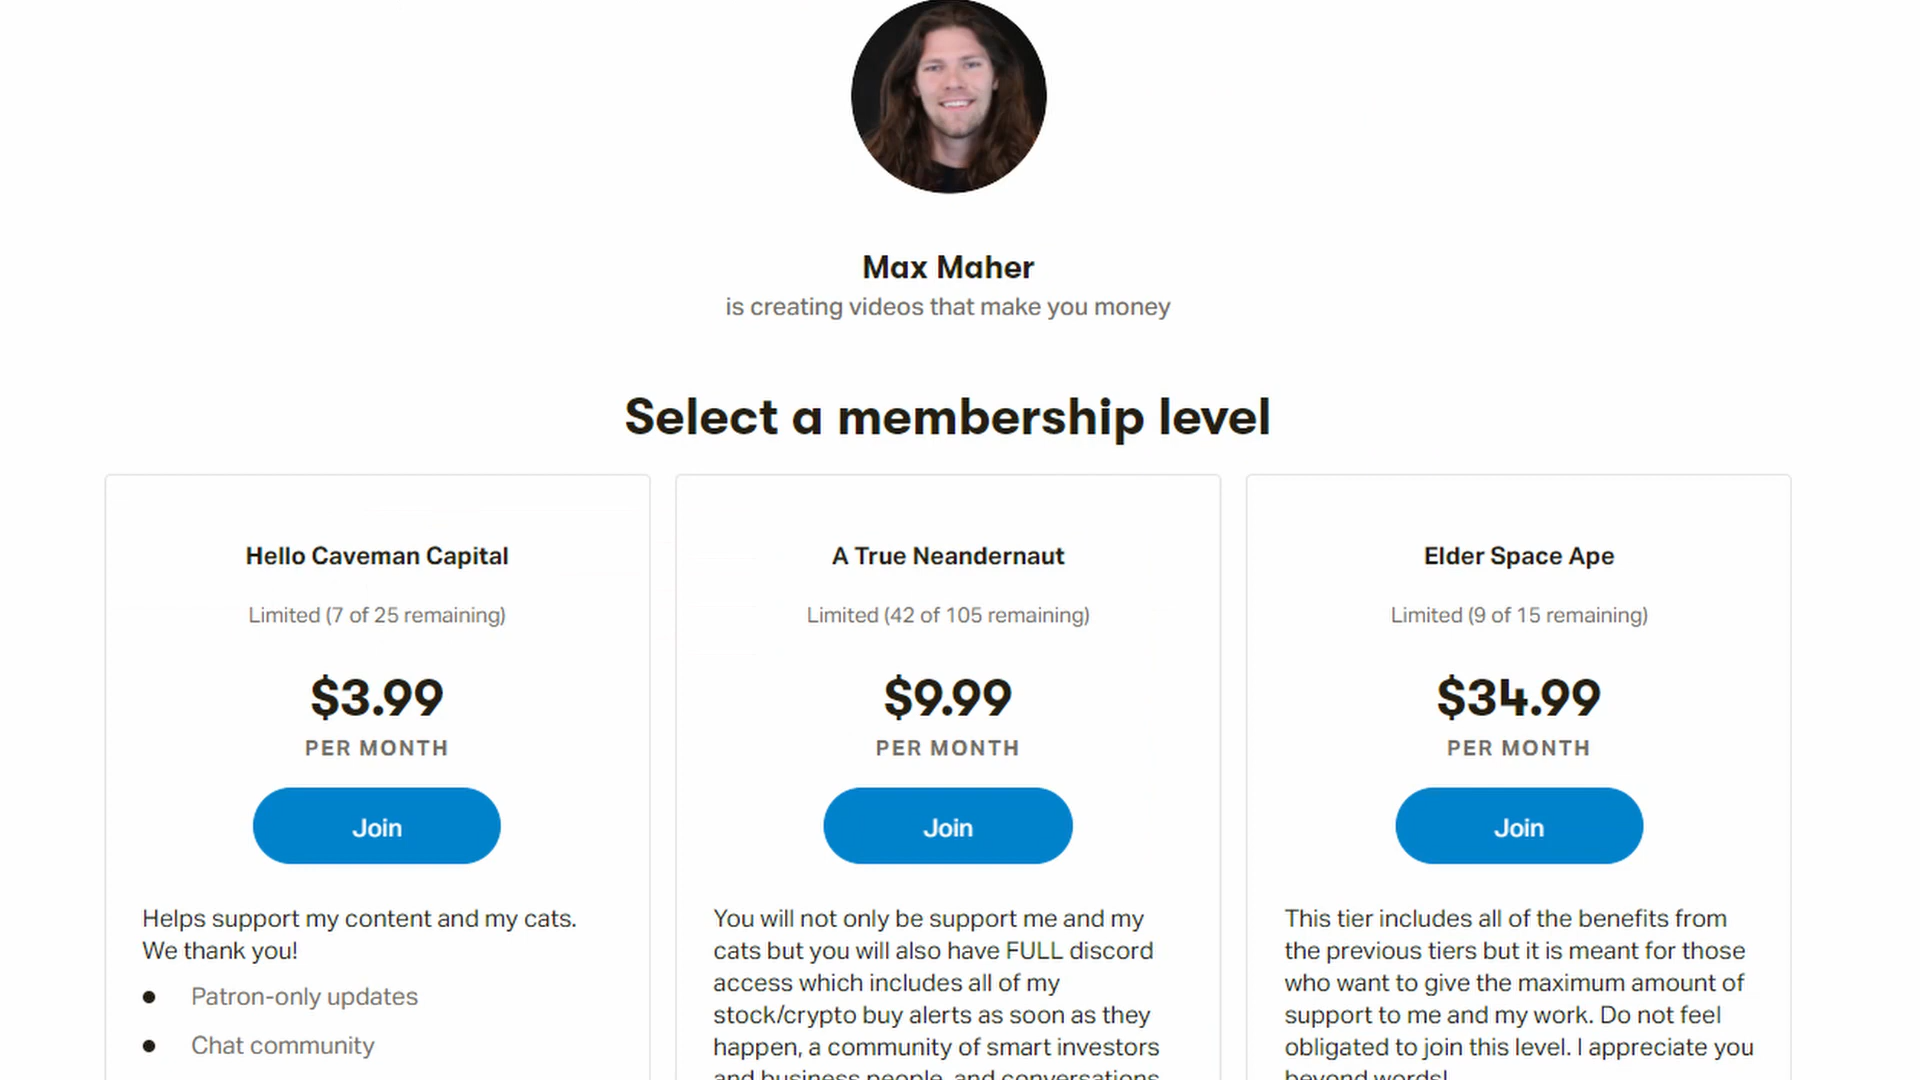 Max Maher
is creating videos that make you money
Select a membership level
Hello Caveman Capital
Limited (7 of 25 remaining)
$3.99
PER MONTH
Join
Helps support my content and my cats.
We thank you!
Patron-only updates
Chat community
A True Neandernaut
Limited (42 of 105 remaining)
$9.99
PER MONTH
Join
You will not only be support me and my
cats but you will also have FULL discord
access which includes all of my
stock/crypto buy alerts as soon as they
happen, a community of smart investors
and business people, and conversations
Elder Space Ape
Limited (9 of 15 remaining)
$34.99
PER MONTH
Join
This tier includes all of the benefits from
the previous tiers but it is meant for those
who want to give the maximum amount of
support to me and my work. Do not feel
obligated to join this level. I appreciate you
beyond words!